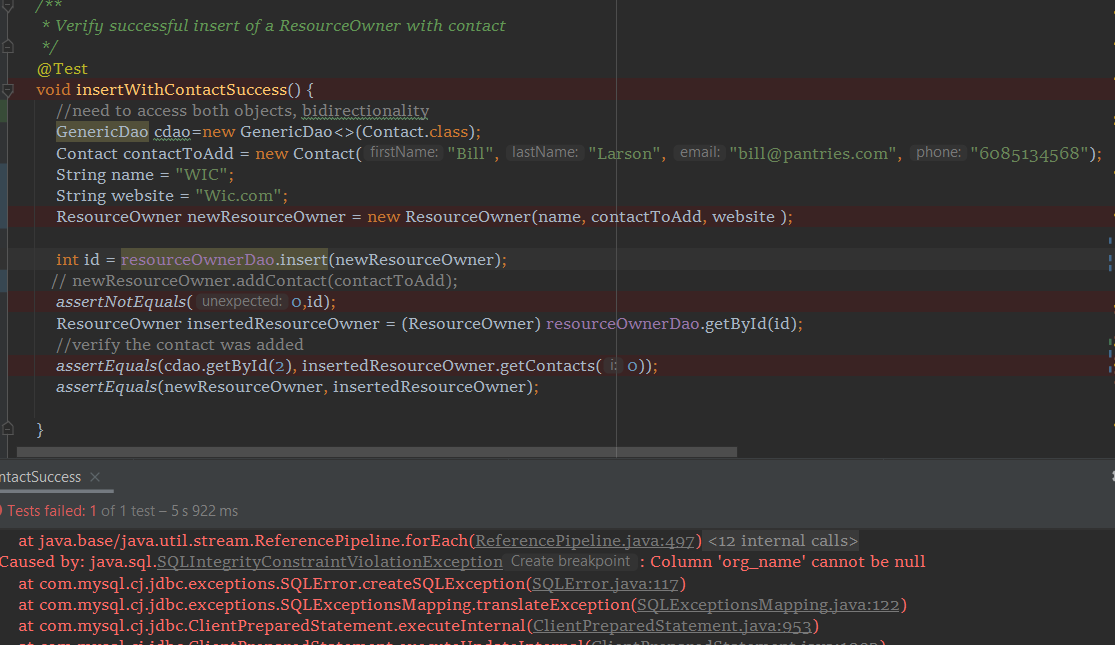 /**
* Verify successful insert of a ResourceOwner with contact
*/
@Test
void insertWithContactSuccess() {
//need to access both objects, bidirectionality
GenericDao cdao=new GenericDao<>(Contact.class);
Contact contactToAdd = new Contact( firstName: "Bill", lastName: "Larson", email: "bill@pantries.com", phone: "6085134568");
String name = "WIC";
String website = "Wic.com";
ResourceOwner newResourceOwner = new ResourceOwner(name, contactToAdd, website );
int id = resourceOwnerDao.insert(newResourceOwner);
// newResourceOwner.addContact(contactToAdd);
assertNotEquals( unexpected: 0,id);
ResourceOwner insertedResourceOwner = (ResourceOwner) resourceOwnerDao.getById(id);
//verify the contact was added
assertEquals(cdao.getById(2), insertedResourceOwner.getContacts( i: 0));
assertEquals(newResourceOwner, insertedResourceOwner);
}
ntactSuccess ×
Tests failed: 1 of 1 test – 5 s 922 ms
at java.base/java.util.stream.ReferencePipeline.forEach(ReferencePipeline.java:497) <12 internal calls>
Caused by: java.sql.SQLIntegrityConstraintViolationException Create breakpoint : Column 'org_name' cannot be null
at com.mysql.cj.jdbc.exceptions.SQLError.createSQLException(SQLError.java:117)
at com.mysql.cj.jdbc.exceptions.SQLExceptionsMapping.translateException(SQLExceptionsMapping.java:122)
at com.mysql.cj.jdbc.ClientPreparedStatement.executeInternal(ClientPreparedStatement.java:953)